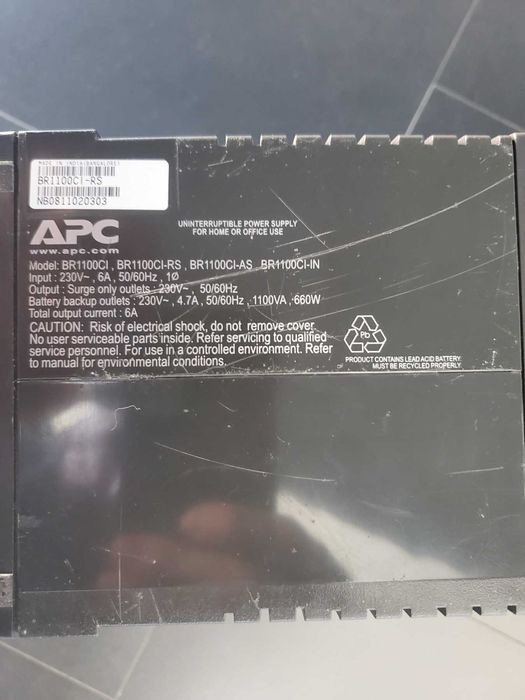 MADE IN INDIA(BANGALORE)
BR1100CI-RS
NB0811020303
APC
www.apc.com
UNINTERRUPTIBLE POWER SUPPLY
FOR HOME OR OFFICE USE
Model: BR1100CI , BR1100CI-RS , BR1100CI-AS , BR1100CI-IN
Input : 230V~ , 6A, 50/60Hz , 1Ø
Output : Surge only outlets : 230V~ , 50/60Hz
Battery backup outlets : 230V~ , 4.7A , 50/60Hz , 1100VA , 660W
Total output current : 6A
CAUTION: Risk of electrical shock, do not remove cover.
No user serviceable parts inside. Refer servicing to qualified
service personnel. For use in a controlled environment. Refer
to manual for environmental conditions.
Pb
PRODUCT CONTAINS LEAD ACID BATTERY
MUST BE RECYCLED PROPERLY